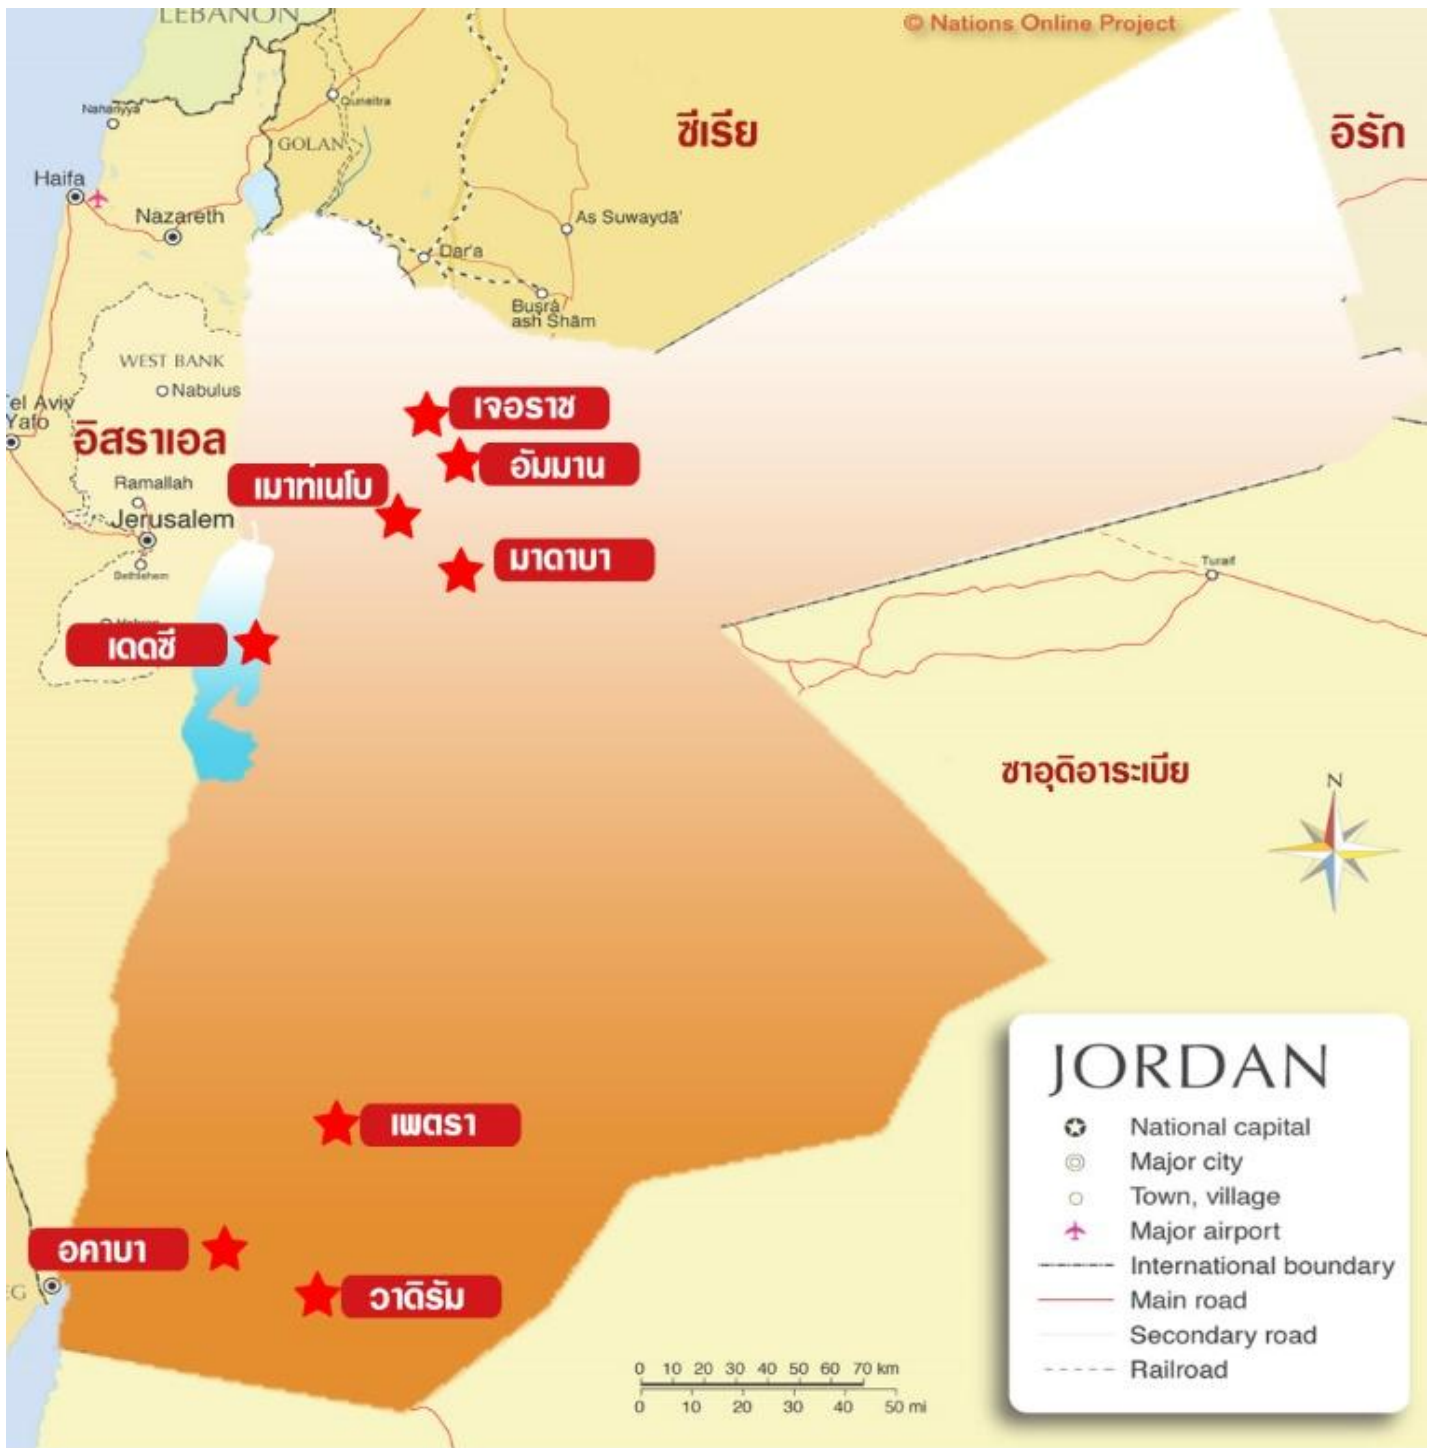 LEBANON
© Nations Online Project
Nahariyya
Qunaitra
ซีเรีย
อิรัก
GOLAN
Haifa
Nazareth
As Suwaydā'
Dar'a
Buşrá
ash Shām
WEST BANK
Nabulus
el Aviv
Yafo
เจอราช
อิสราเอล
อัมมาน
เมาท์เนโบ
Ramallah
Jerusalem
มาดาบา
Bethlehem
Turaif
เดดซี
ซาอุดิอาระเบีย
N
JORDAN
National capital
Major city
Town, village
Major airport
International boundary
Main road
Secondary road
Railroad
เพตรา
อคาบา
EG
วาดิรัม
0 10 20 30 40 50 60 70 km
0 10 20 30 40 50 mi